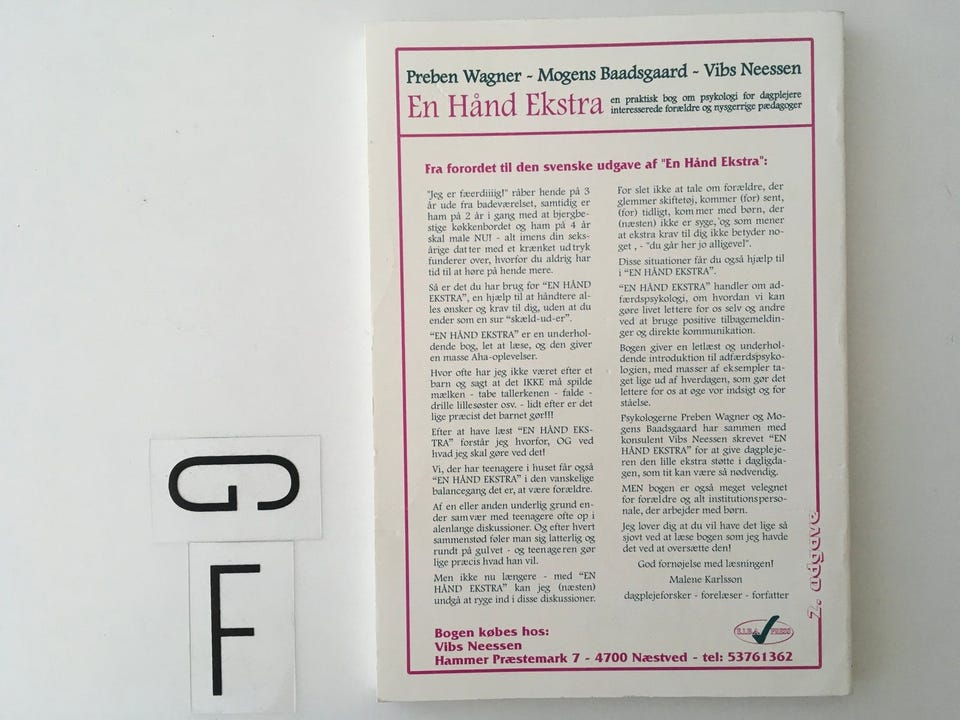 Preben Wagner - Mogens Baadsgaard - Vibs Neessen
En Hånd Ekstra
en praktisk bog om psykologi for dagplejere
interesserede forældre og nysgerrige pædagoger
Fra forordet til den svenske udgave af "En Hånd Ekstra":
"Jeg er færerdiiiig!" råber hende på 3
år ude fra badeværelset, samtidig er
ham på 2 år i gang med at bjergbe-
stige køkkenbordet og ham på 4 år
skal male NU! - alt imens din seks-
årige datter med et krænket udtryk
funderer over, hvorfor du aldrig har
tid til at høre på hende mere.
Så er det du har brug for "EN HÅND
EKSTRA", en hjælp til at håndtere al-
les ønsker og krav til dig, uden at du
ender som en sur "skæld-ud-er".
"EN HÅND EKSTRA" er en underhol-
dende bog, let at læse, og den giver
en masse Aha-oplevelser.
Hvor ofte har jeg ikke været efter et
barn og sagt at det IKKE må spilde
mælken - tabe tallerkenen - falde -
drille lillesøster osv. - lidt efter er det
lige præcist det barnet gør!!!
Efter at have læst "EN HÅND EKS-
TRA" forstår jeg hvorfor, OG ved
hvad jeg skal gøre ved det!
Vi, der har teenagere i huset får også
"EN HÅND EKSTRA" i den vanskelige
balancegang det er, at være forældre.
Af en eller anden underlig grund en-
der samvær med teenagere ofte op i
alenlange diskussioner. Og efter hvert
sammenstød føler man sig latterlig og
rundt på gulvet - og teenageren gør
lige præcis hvad han vil.
Men ikke nu længere - med "EN
HÅND EKSTRA" kan jeg (næsten)
undgå at ryge ind i disse diskussioner.
For slet ikke at tale om forældre, der
glemmer skiftetøj, kommer (for) sent,
(for) tidligt, kommer med børn, der
(næsten) ikke er syge, og som mener
at ekstra krav til dig ikke betyder no-
get , - "du går her jo alligevel".
Disse situationer får du også hjælp til
i "EN HÅND EKSTRA".
"EN HÅND EKSTRA" handler om ad-
færdspsykologi, om hvordan vi kan
gøre livet lettere for os selv og andre
ved at bruge positive tilbagemeldin-
ger og direkte kommunikation.
Bogen giver en letlæst og underhol-
dende introduktion til adfærdspsyko-
logien, med masser af eksempler ta-
get lige ud af hverdagen, som gør det
lettere for os at øge vor indsigt og for
ståelse.
Psykologerne Preben Wagner og Mo-
gens Baadsgaard har sammen med
konsulent Vibs Neessen skrevet "EN
HÅND EKSTRA" for at give dagpleje-
ren den lille ekstra støtte i dagligda-
gen, som tit kan være så nødvendig.
MEN bogen er også meget velegnet
for forældre og alt institutionsperso-
nale, der arbejder med børn.
Jeg lover dig at du vil have det lige så
sjovt ved at læse bogen som jeg havde
det ved at oversætte den!
God fornøjelse med læsningen!
Malene Karlsson
dagplejeforsker - forelæser - forfatter
2. udgave
Bogen købes hos:
Vibs Neessen
Hammer Præstemark 7 - 4700 Næstved - tel: 53761362
PRESS
G
F